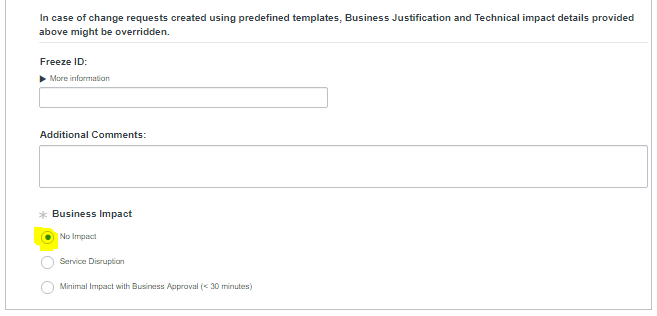 In case of change requests created using predefined templates, Business Justification and Technical impact details provided
above might be overridden.
Freeze ID:
More information
Additional Comments:
Business Impact
No Impact
Service Disruption
Minimal Impact with Business Approval (< 30 minutes)